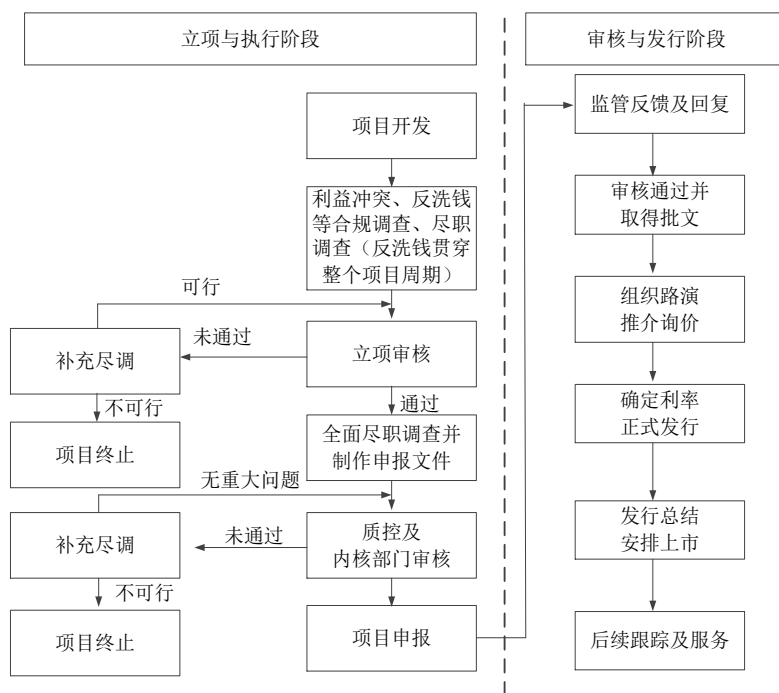 立项与执行阶段
项目开发
利益冲突、反洗钱
等合规调查、尽职
调查（反洗钱贯穿
整个项目周期）
可行
未通过
补充尽调
立项审核
不可行
通过
项目终止
全面尽职调查并
制作申报文件
无重大问题
未通过
补充尽调
质控及
内核部门审核
不可行
项目终止
项目申报
审核与发行阶段
监管反馈及回复
审核通过并
取得批文
组织路演
推介询价
确定利率
正式发行
发行总结
安排上市
后续跟踪及服务